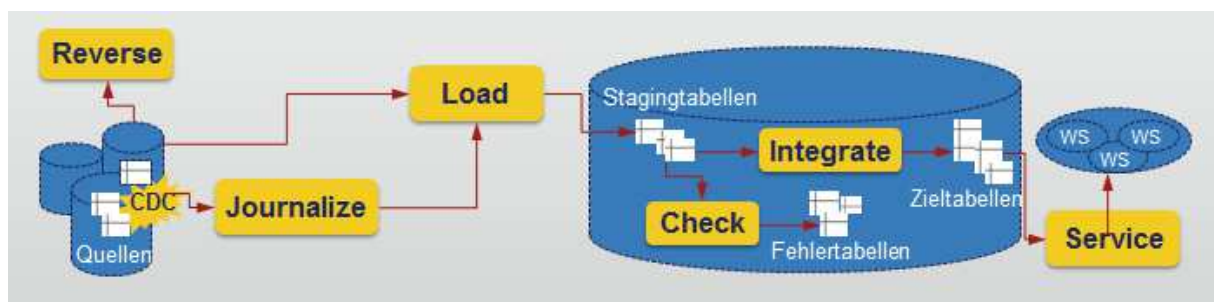 Reverse
Load
Stagingtabellen
WS
WS
WS
Integrate
CDC
Journalize
Zieltabellen
Check
Service
Quellen
Fehlertabellen